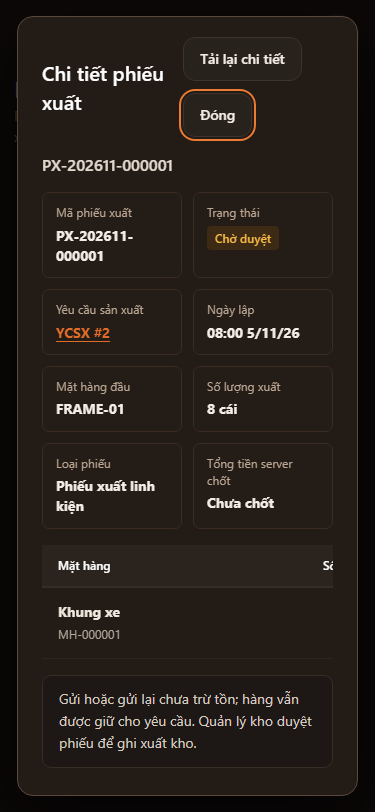 Chi tiết phiếu
xuất
Tải lại chi tiết
Đóng
PX-202611-000001
Mã phiếu xuất
PX-202611-
000001
Trạng thái
Chờ duyệt
Yêu cầu sản xuất
YCSX #2
Ngày lập
08:00 5/11/26
Mặt hàng đầu
FRAME-01
Số lượng xuất
8 cái
Loại phiếu
Phiếu xuất linh
kiện
Tổng tiền server
chốt
Chưa chốt
Mặt hàng
Khung xe
MH-000001
Gửi hoặc gửi lại chưa trừ tồn; hàng vẫn
được giữ cho yêu cầu. Quản lý kho duyệt
phiếu để ghi xuất kho.